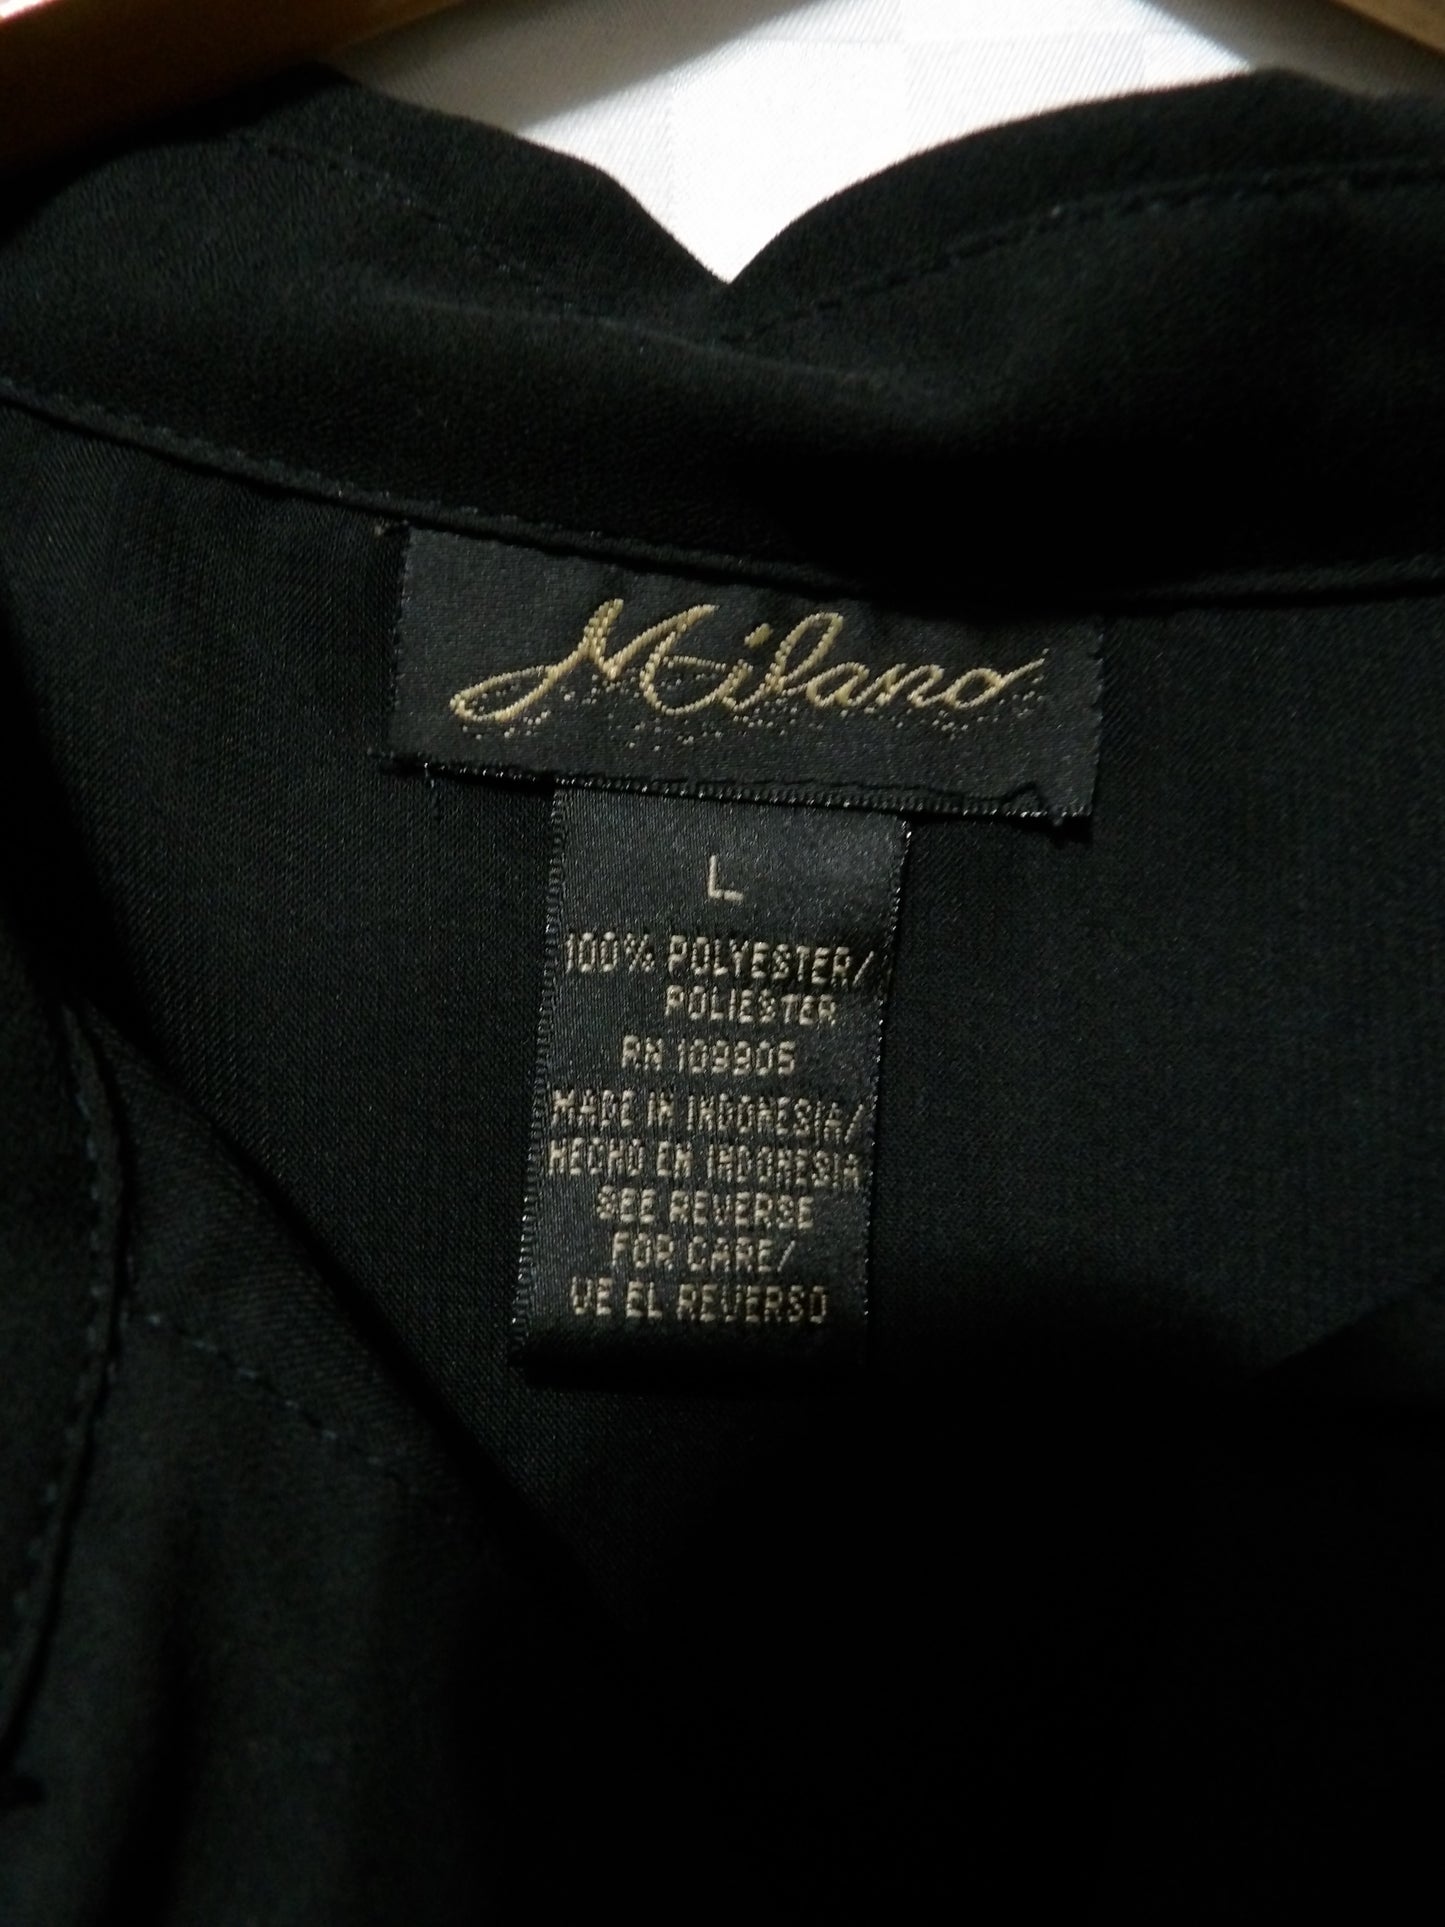 Milano
L
100% POLYESTER/
POLIESTER
RN 109905
MADE IN INDONESIA/
HECHO EN INDONESIA
SEE REVERSE
FOR CARE/
VE EL REVERSO